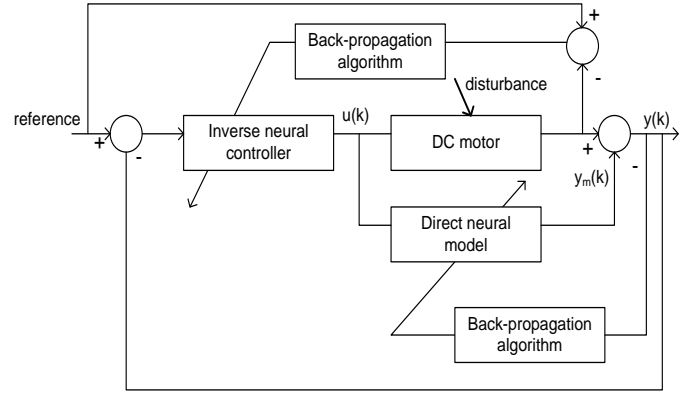 +
Back-propagation
algorithm
-
disturbance
reference
u(k)
y(k)
+
-
Inverse neural
controller
DC motor
+
-
yₘ(k)
Direct neural
model
Back-propagation
algorithm